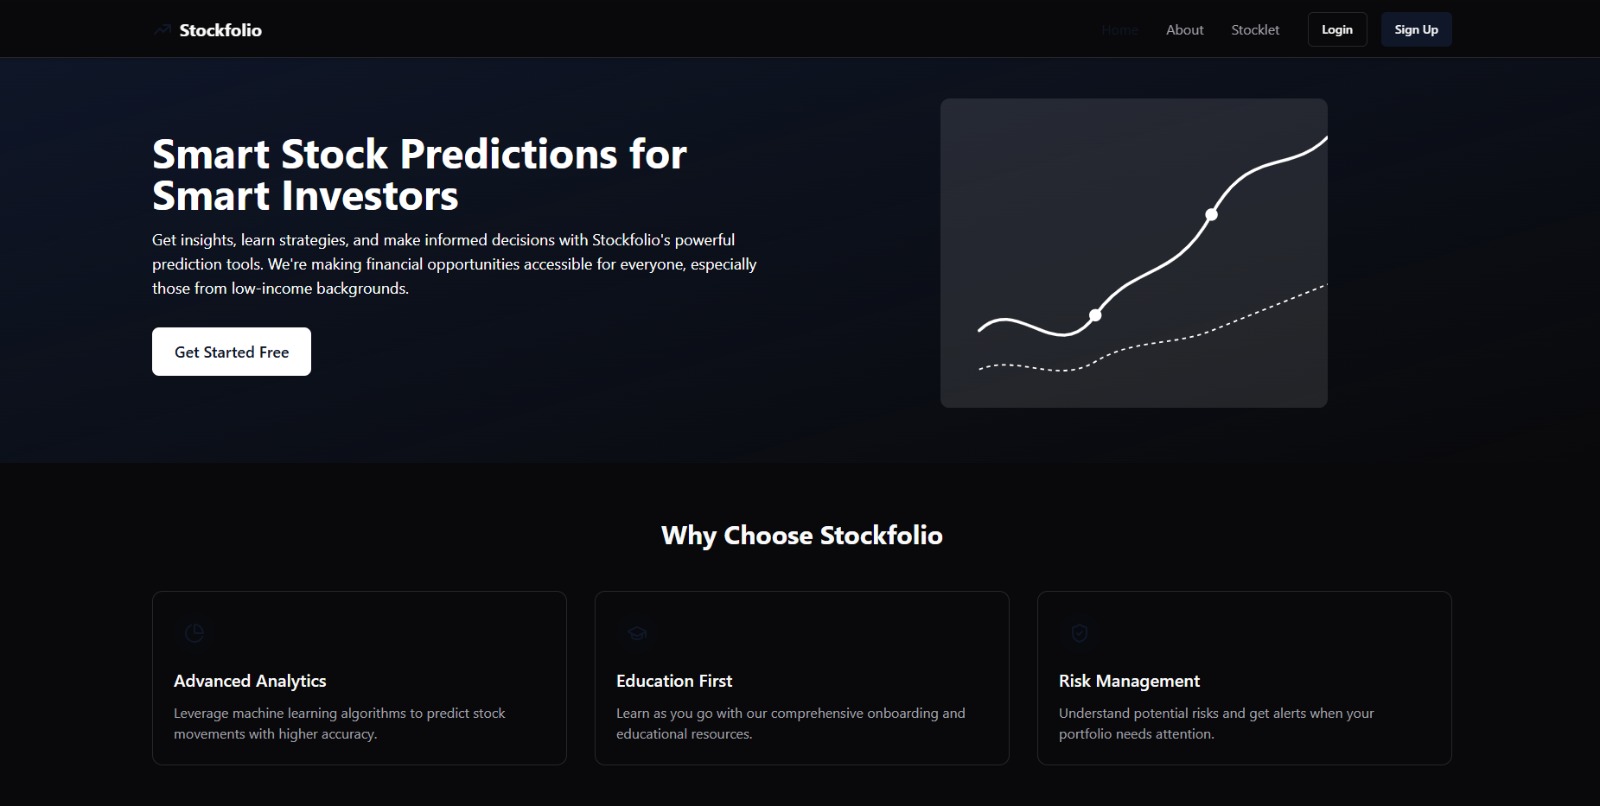 Stockfolio
Home
About
Stocklet
Login
Sign Up
Smart Stock Predictions for
Smart Investors
Get insights, learn strategies, and make informed decisions with Stockfolio's powerful
prediction tools. We're making financial opportunities accessible for everyone, especially
those from low-income backgrounds.
Get Started Free
Why Choose Stockfolio
Advanced Analytics
Leverage machine learning algorithms to predict stock
movements with higher accuracy.
Education First
Learn as you go with our comprehensive onboarding and
educational resources.
Risk Management
Understand potential risks and get alerts when your
portfolio needs attention.